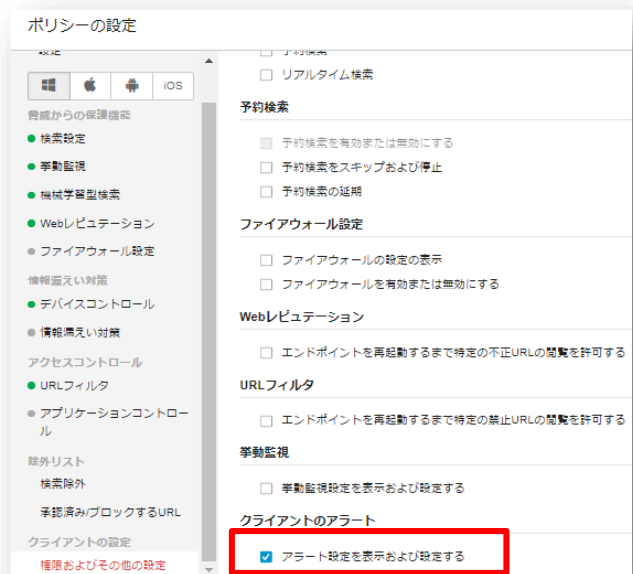 ポリシーの設定
設定
iOS
脅威からの保護機能
検索設定
挙動監視
機械学習型検索
Webレピュテーション
ファイアウォール設定
情報漏えい対策
デバイスコントロール
情報漏えい対策
アクセスコントロール
URLフィルタ
アプリケーションコントロー
ル
除外リスト
検索除外
承認済み/ブロックするURL
クライアントの設定
権限およびその他の設定
予約検索
リアルタイム検索
予約検索
予約検索を有効または無効にする
予約検索をスキップおよび停止
予約検索の延期
ファイアウォール設定
ファイアウォールの設定の表示
ファイアウォールを有効または無効にする
Webレピュテーション
エンドポイントを再起動するまで特定の不正URLの閲覧を許可する
URLフィルタ
エンドポイントを再起動するまで特定の禁止URLの閲覧を許可する
挙動監視
挙動監視設定を表示および設定する
クライアントのアラート
アラート設定を表示および設定する